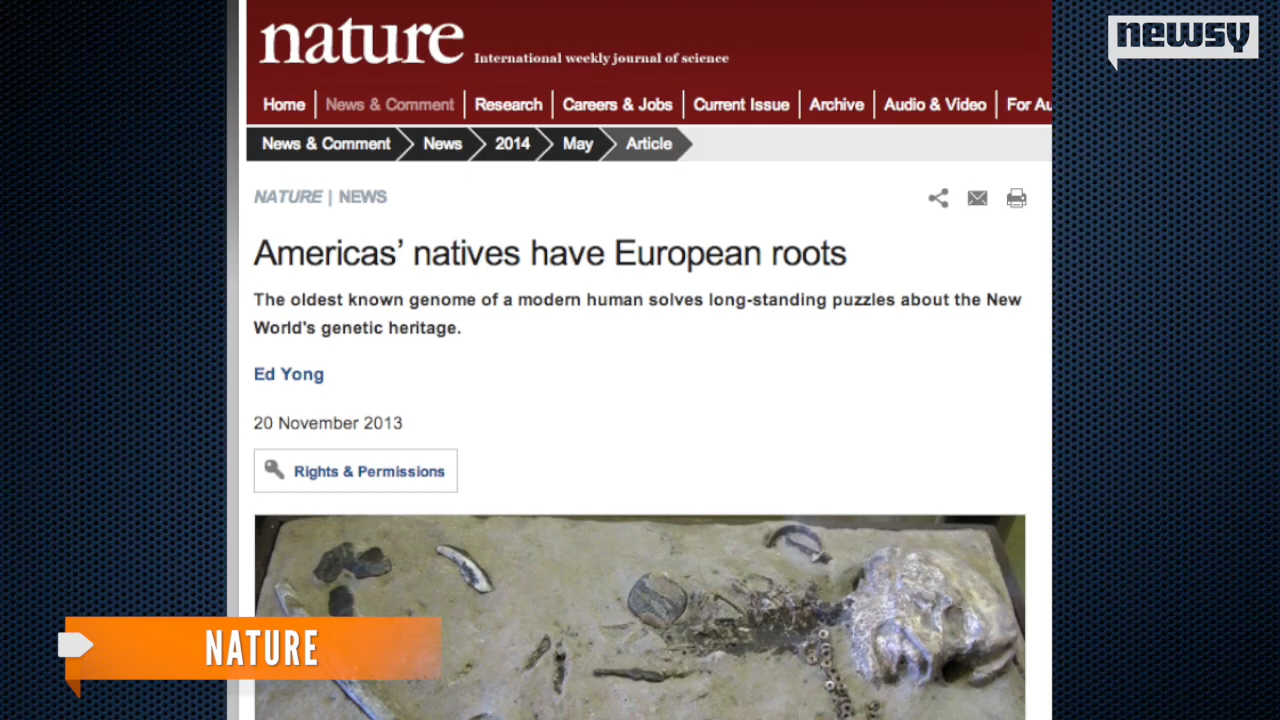 nature International weekly journal of science
newsy
Home News & Comment Research Careers & Jobs Current Issue Archive Audio & Video For Au
News & Comment News 2014 May Article
NATURE | NEWS
Americas’ natives have European roots
The oldest known genome of a modern human solves long-standing puzzles about the New
World's genetic heritage.
Ed Yong
20 November 2013
Rights & Permissions
NATURE